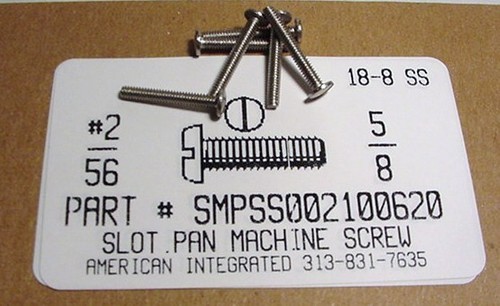 18-8 SS
#2
56
5
8
PART # SMPSS002100620
SLOT.PAN MACHINE SCREW
AMERICAN INTEGRATED 313-831-7635